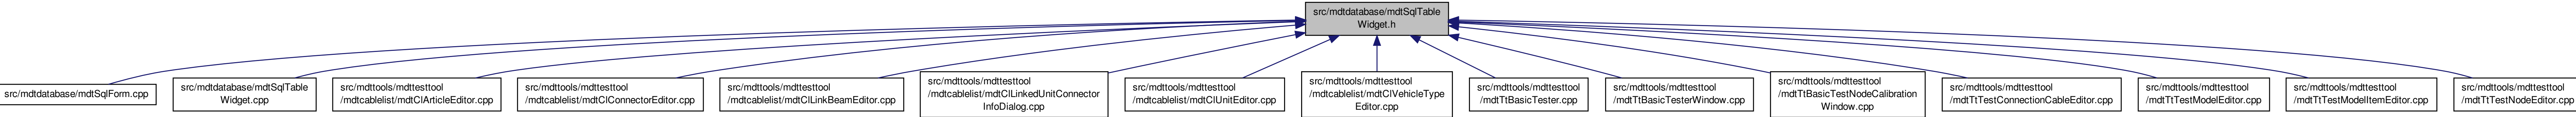 src/mdtdatabase/mdtSqlTable
Widget.h
src/mdtdatabase/mdtSqlForm.cpp
src/mdtdatabase/mdtSqlTable
Widget.cpp
src/mdttools/mdttesttool
/mdtcablelist/mdtClArticleEditor.cpp
src/mdttools/mdttesttool
/mdtcablelist/mdtClConnectorEditor.cpp
src/mdttools/mdttesttool
/mdtcablelist/mdtClLinkBeamEditor.cpp
src/mdttools/mdttesttool
/mdtcablelist/mdtClLinkedUnitConnector
InfoDialog.cpp
src/mdttools/mdttesttool
/mdtcablelist/mdtClUnitEditor.cpp
src/mdttools/mdttesttool
/mdtcablelist/mdtClVehicleType
Editor.cpp
src/mdttools/mdttesttool
/mdtTtBasicTester.cpp
src/mdttools/mdttesttool
/mdtTtBasicTesterWindow.cpp
src/mdttools/mdttesttool
/mdtTtBasicTestNodeCalibration
Window.cpp
src/mdttools/mdttesttool
/mdtTtTestConnectionCableEditor.cpp
src/mdttools/mdttesttool
/mdtTtTestModelEditor.cpp
src/mdttools/mdttesttool
/mdtTtTestModelItemEditor.cpp
src/mdttools/mdttesttool
/mdtTtTestNodeEditor.cpp